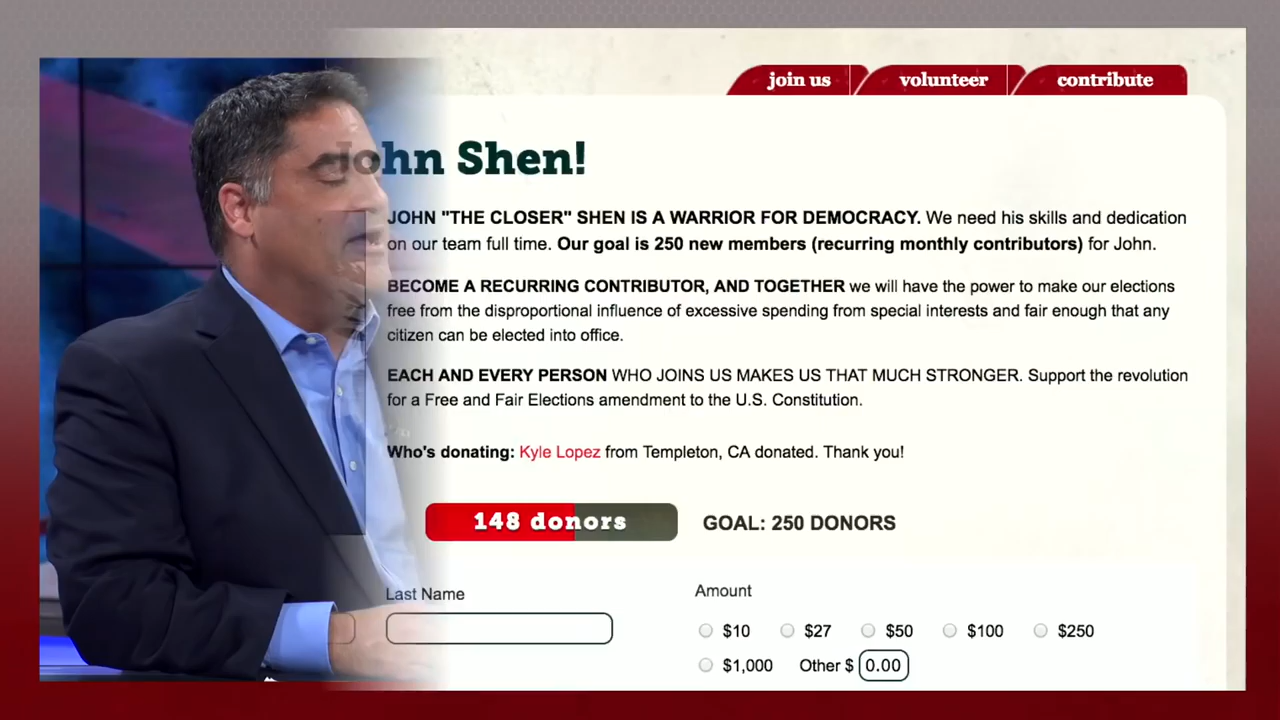 join us
volunteer
contribute
John Shen!
JOHN "THE CLOSER" SHEN IS A WARRIOR FOR DEMOCRACY. We need his skills and dedication
on our team full time. Our goal is 250 new members (recurring monthly contributors) for John.
BECOME A RECURRING CONTRIBUTOR, AND TOGETHER we will have the power to make our elections
free from the disproportional influence of excessive spending from special interests and fair enough that any
citizen can be elected into office.
EACH AND EVERY PERSON WHO JOINS US MAKES US THAT MUCH STRONGER. Support the revolution
for a Free and Fair Elections amendment to the U.S. Constitution.
Who's donating: Kyle Lopez from Templeton, CA donated. Thank you!
148 donors
GOAL: 250 DONORS
Last Name
Amount
$10
$27
$50
$100
$250
$1,000
Other $ 0.00